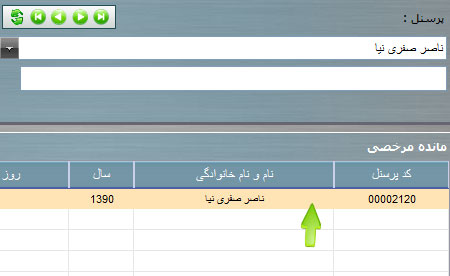 پرسنل :
ناصر صفری نیا
مانده مرخصی
کد پرسنل نام و نام خانوادگی سال روز
00002120 ناصر صفری نیا 1390